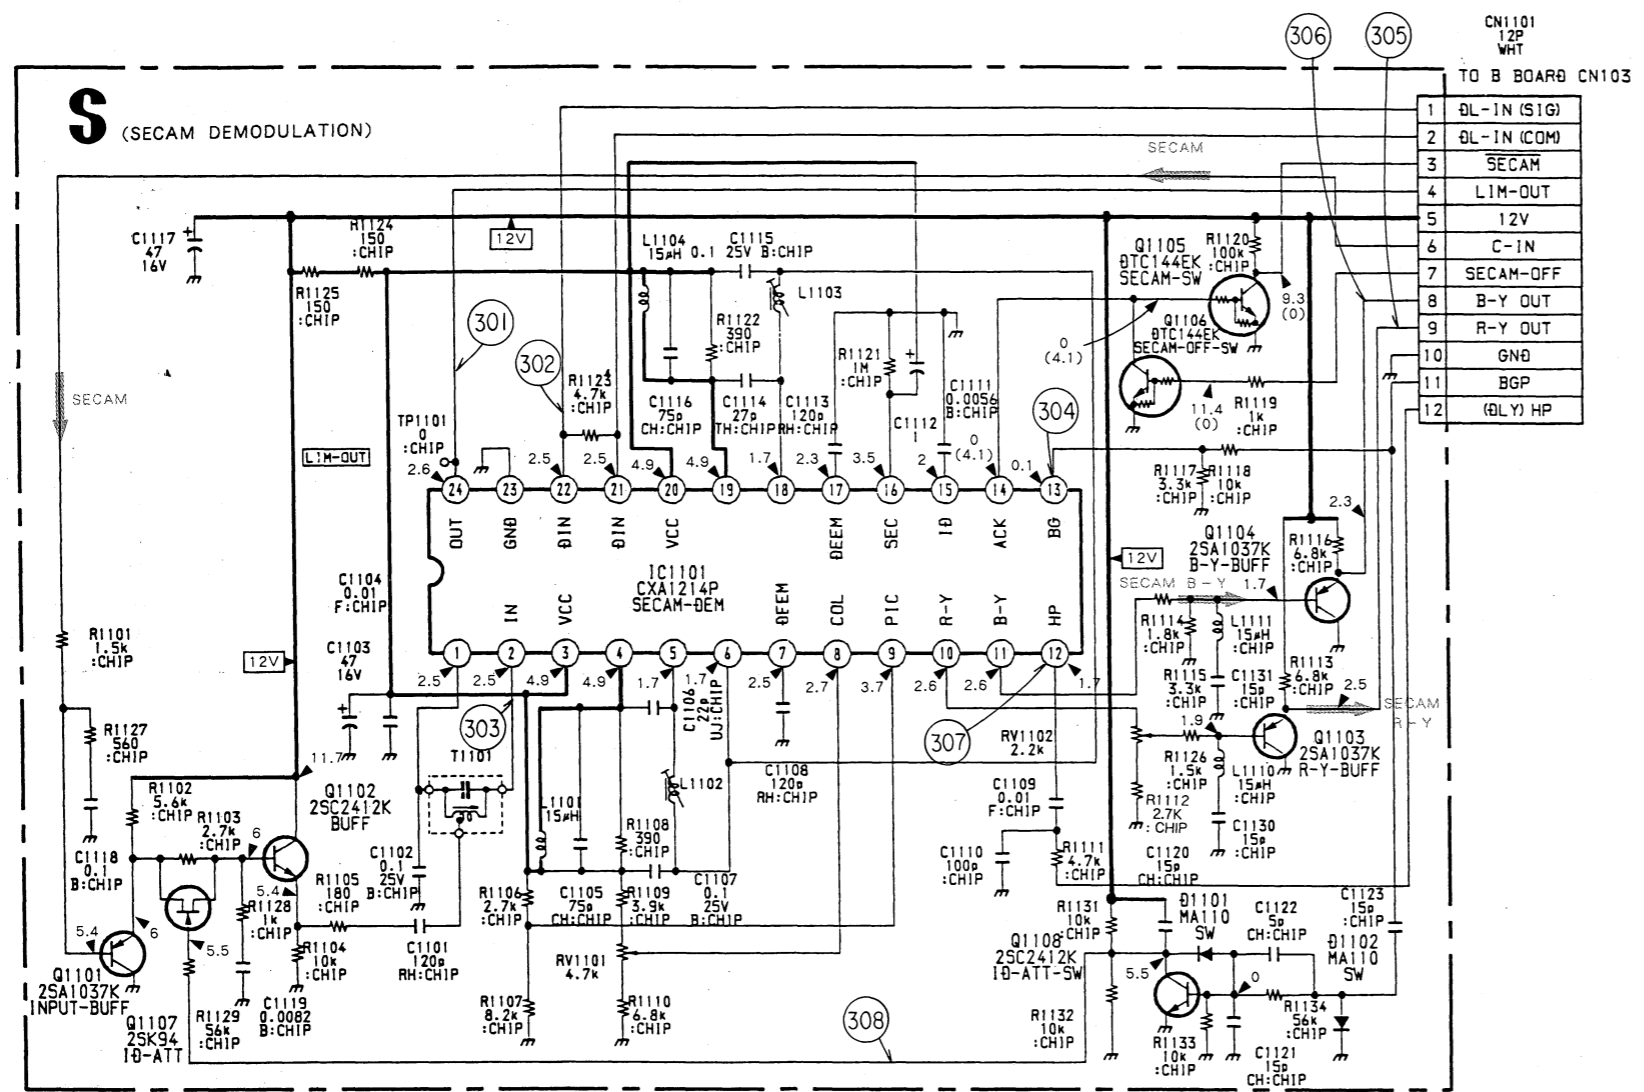 CN1101
12P
WHT
306
305
TO B BOARD CN103
S (SECAM DEMODULATION)
1 DL-IN (SIG)
2 DL-IN (COM)
3 SECAM
4 LIM-OUT
5 12V
6 C-IN
7 SECAM-OFF
8 B-Y OUT
9 R-Y OUT
10 GND
11 BGP
12 (DLY) HP
SECAM
C1117
47
16V
R1124
150
:CHIP
12V
R1125
150
:CHIP
L1104
15μH
0.1
C1115
25V B:CHIP
L1103
Q1105
DTC144EK
SECAM-SW
R1120
100k
:CHIP
9.3
(0)
Q1106
DTC144EK
SECAM-OFF-SW
0
(4.1)
11.4
(0)
R1119
1k
:CHIP
SECAM
301
302
R1123
4.7k
:CHIP
R1122
390
:CHIP
R1121
1M
:CHIP
C1116
75p
CH:CHIP
C1114
27p
TH:CHIP
C1113
120p
RH:CHIP
C1112
1
C1111
0.0056
B:CHIP
0
(4.1)
304
TP1101
0
:CHIP
LIM-OUT
2.6
2.5
2.5
4.9
4.9
1.7
2.3
3.5
2
0.1
24 23 22 21 20 19 18 17 16 15 14 13
OUT
GND
DIN
DIN
VCC
DEEM
SEC
ID
ACK
BG
IC1101
CXA1214P
SECAM-DEM
IN
VCC
DEEM
COL
PIC
R-Y
B-Y
HP
1 2 3 4 5 6 7 8 9 10 11 12
2.5
2.5
4.9
4.9
1.7
1.7
2.5
2.7
3.7
2.6
2.6
1.7
R1117
3.3k
:CHIP
R1118
10k
:CHIP
2.3
Q1104
2SA1037K
B-Y-BUFF
R1116
6.8k
:CHIP
12V
SECAM B-Y
1.7
R1114
1.8k
:CHIP
L1111
15μH
R1115
3.3k
:CHIP
C1131
15p
:CHIP
R1113
6.8k
:CHIP
2.5
SECAM
R-Y
1.9
Q1103
2SA1037K
R-Y-BUFF
R1126
1.5k
:CHIP
L1110
15μH
:CHIP
R1112
2.7K
: CHIP
C1130
15p
:CHIP
C1104
0.01
F:CHIP
C1103
47
16V
12V
R1101
1.5k
:CHIP
R1127
560
:CHIP
11.7
R1102
5.6k
:CHIP
R1103
2.7k
:CHIP
6
Q1102
2SC2412K
BUFF
303
T1101
C1106
22p
UJ:CHIP
L1102
L1101
15μH
C1108
120p
RH:CHIP
307
RV1102
2.2k
C1109
0.01
F:CHIP
C1110
100p
:CHIP
R1111
4.7k
:CHIP
C1118
0.1
B:CHIP
5.4
R1105
180
:CHIP
C1102
0.1
25V
B:CHIP
R1108
390
:CHIP
R1106
2.7k
:CHIP
C1105
75p
CH:CHIP
R1109
3.9k
:CHIP
C1107
0.1
25V
B:CHIP
R1128
1k
:CHIP
5.4
6
5.5
R1104
10k
:CHIP
C1101
120p
RH:CHIP
RV1101
4.7k
Q1101
2SA1037K
INPUT-BUFF
Q1107
2SK94
ID-ATT
R1129
56k
:CHIP
C1119
0.0082
B:CHIP
R1107
8.2k
:CHIP
R1110
6.8k
:CHIP
308
C1120
15p
CH:CHIP
R1131
10k
:CHIP
D1101
MA110
SW
C1122
5p
CH:CHIP
C1123
15p
:CHIP
D1102
MA110
SW
Q1108
2SC2412K
ID-ATT-SW
5.5
0
R1132
10k
:CHIP
R1133
10k
:CHIP
C1121
15p
CH:CHIP
R1134
56k
:CHIP